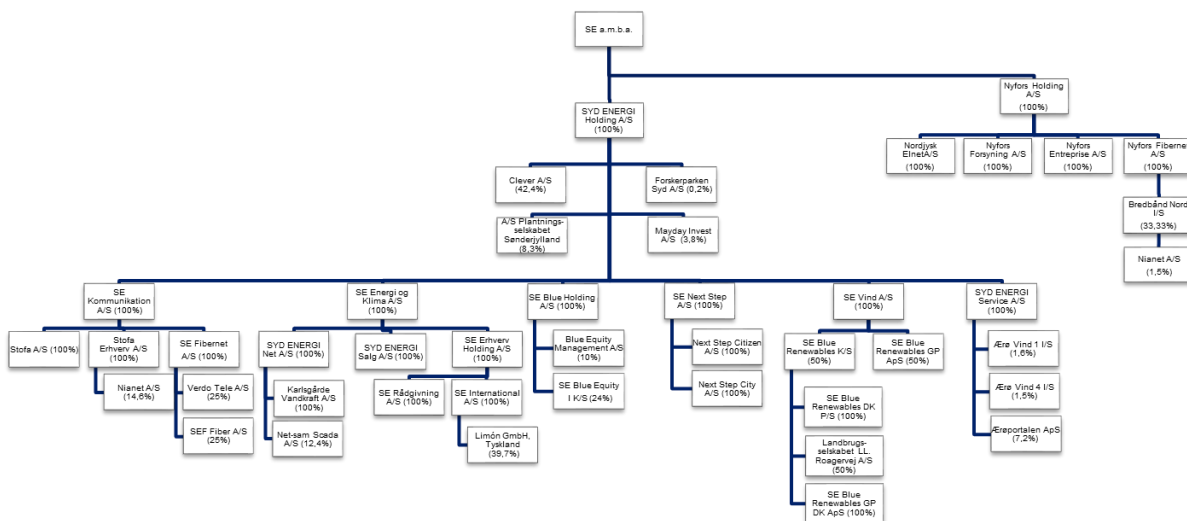 SE a.m.b.a.
SYD ENERGI
Holding A/S
(100%)
Nyfors Holding
A/S
(100%)
Nordjysk
ElnetA/S
(100%)
Nyfors
Forsyning A/S
(100%)
Nyfors
Entreprise A/S
(100%)
Nyfors Fibernet
A/S
(100%)
Bredbånd Nord
I/S
(33,33%)
Nianet A/S
(1,5%)
Clever A/S
(42,4%)
Forskerparken
Syd A/S (0,2%)
A/S Plantnings-
selskabet
Sønderjylland
(8,3%)
Mayday Invest
A/S (3,8%)
SE
Kommunikation
A/S (100%)
SE Energi og
Klima A/S
(100%)
SE Blue Holding
A/S (100%)
SE Next Step
A/S (100%)
SE Vind A/S
(100%)
SYD ENERGI
Service A/S
(100%)
Stofa A/S (100%)
Stofa
Erhverv A/S
(100%)
SE Fibernet
A/S (100%)
Nianet A/S
(14,6%)
Verdo Tele A/S
(25%)
SEF Fiber A/S
(25%)
SYD ENERGI
Net A/S (100%)
SYD ENERGI
Salg A/S (100%)
SE Erhverv
Holding A/S
(100%)
Karlsgårde
Vandkraft A/S
(100%)
Net-sam Scada
A/S (12,4%)
SE Rådgivning
A/S (100%)
SE International
A/S (100%)
Limón GmbH,
Tyskland
(39,7%)
Blue Equity
Management A/S
(10%)
SE Blue Equity
I K/S (24%)
Next Step Citizen
A/S (100%)
Next Step City
A/S (100%)
SE Blue
Renewables K/S
(50%)
SE Blue
Renewables GP
ApS (50%)
SE Blue
Renewables DK
P/S (100%)
Landbrugs-
selskabet LL.
Roagervej A/S
(50%)
SE Blue
Renewables GP
DK ApS (100%)
Ærø Vind 1 I/S
(1,6%)
Ærø Vind 4 I/S
(1,5%)
Ærøportalen ApS
(7,2%)